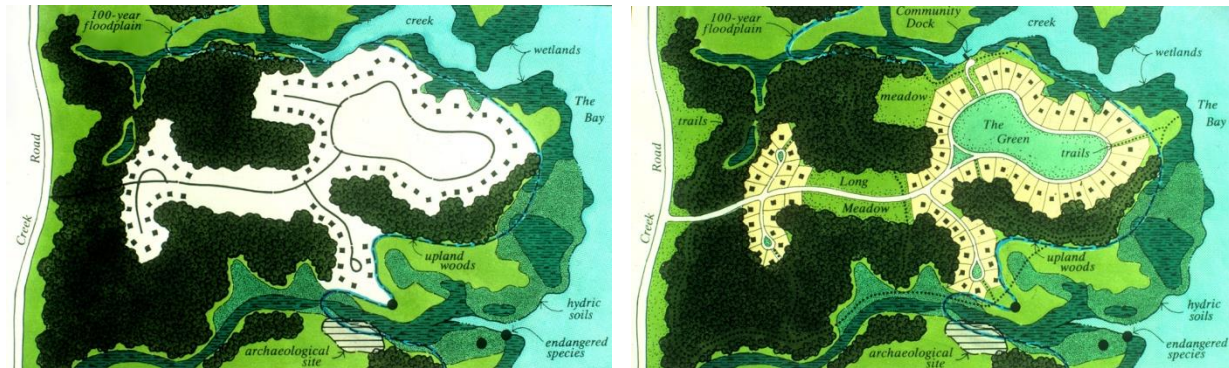 100-year
floodplain
creek
wetlands
The
Bay
Road
Creek
upland
woods
hydric
soils
endangered
species
archaeological
site
100-year
floodplain
Community
Dock
creek
wetlands
The
Bay
meadow
trails
The
Green
trails
Road
Long
Meadow
Creek
upland
woods
hydric
soils
endangered
species
archaeological
site